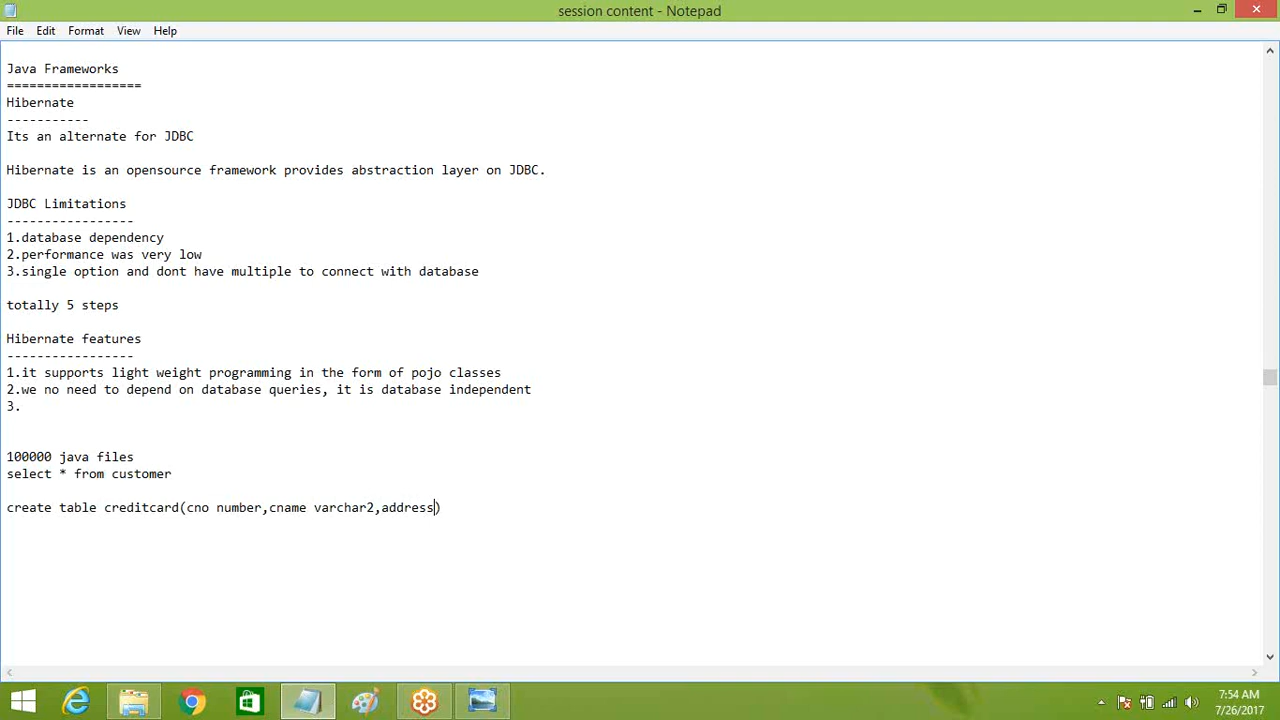 session content - Notepad
File Edit Format View Help
Java Frameworks
==================
Hibernate
-----------
Its an alternate for JDBC
Hibernate is an opensource framework provides abstraction layer on JDBC.
JDBC Limitations
-----------------
1.database dependency
2.performance was very low
3.single option and dont have multiple to connect with database
totally 5 steps
Hibernate features
-----------------
1.it supports light weight programming in the form of pojo classes
2.we no need to depend on database queries, it is database independent
3.
100000 java files
select * from customer
create table creditcard(cno number,cname varchar2,address)
7:54 AM
7/26/2017